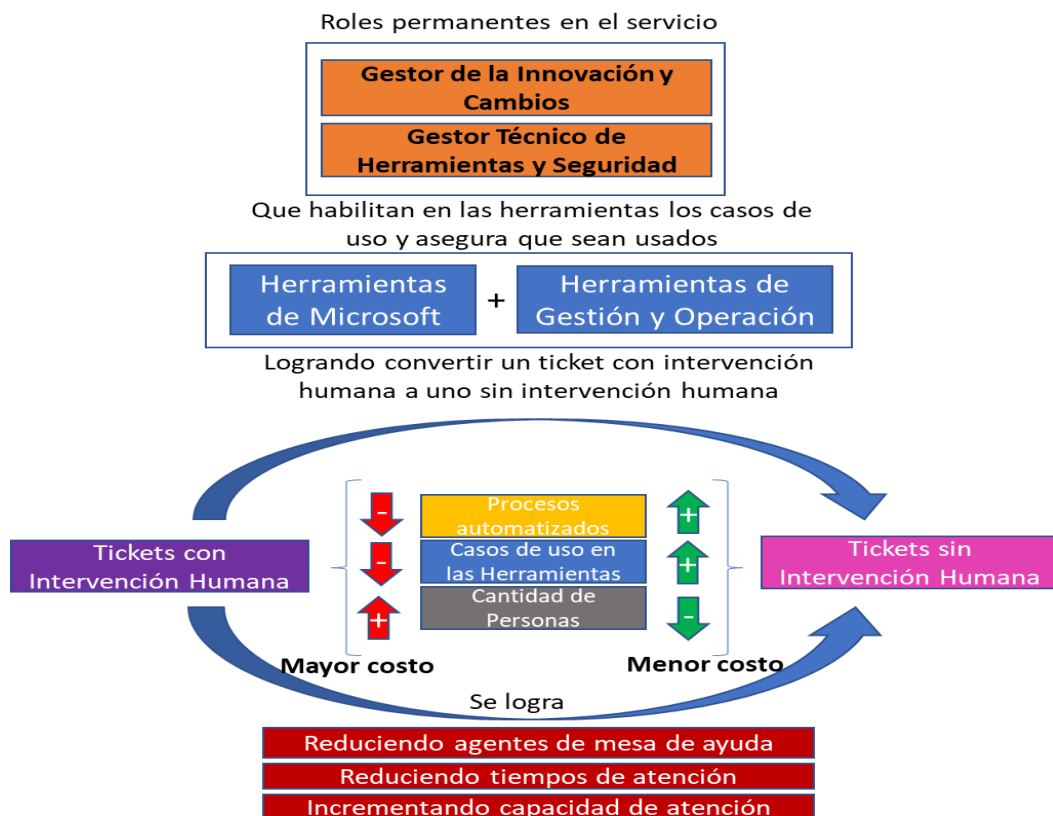 Roles permanentes en el servicio
Gestor de la Innovación y
Cambios
Gestor Técnico de
Herramientas y Seguridad
Que habilitan en las herramientas los casos de
uso y asegura que sean usados
Herramientas
de Microsoft
+
Herramientas de
Gestión y Operación
Logrando convertir un ticket con intervención
humana a uno sin intervención humana
Tickets con
Intervención Humana
-
Procesos
automatizados
+
-
Casos de uso en
las Herramientas
+
+
Cantidad de
Personas
-
Tickets sin
Intervención Humana
Mayor costo
Menor costo
Se logra
Reduciendo agentes de mesa de ayuda
Reduciendo tiempos de atención
Incrementando capacidad de atención